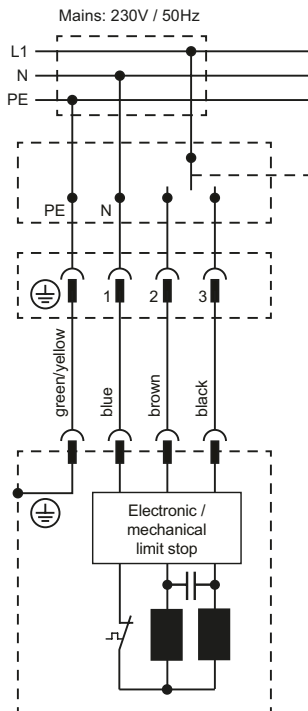 Mains: 230V / 50Hz
L1
N
PE
PE N
1 2 3
green/yellow
blue
brown
black
Electronic /
mechanical
limit stop